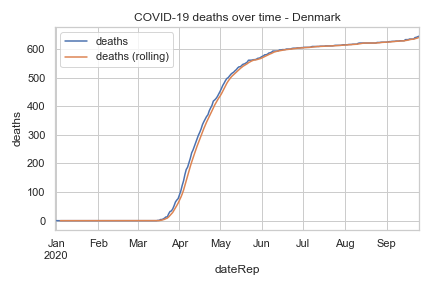 COVID-19 deaths over time - Denmark
deaths
deaths (rolling)
600
500
400
300
200
100
0
deaths
Jan Feb Mar Apr May Jun Jul Aug Sep
2020
dateRep